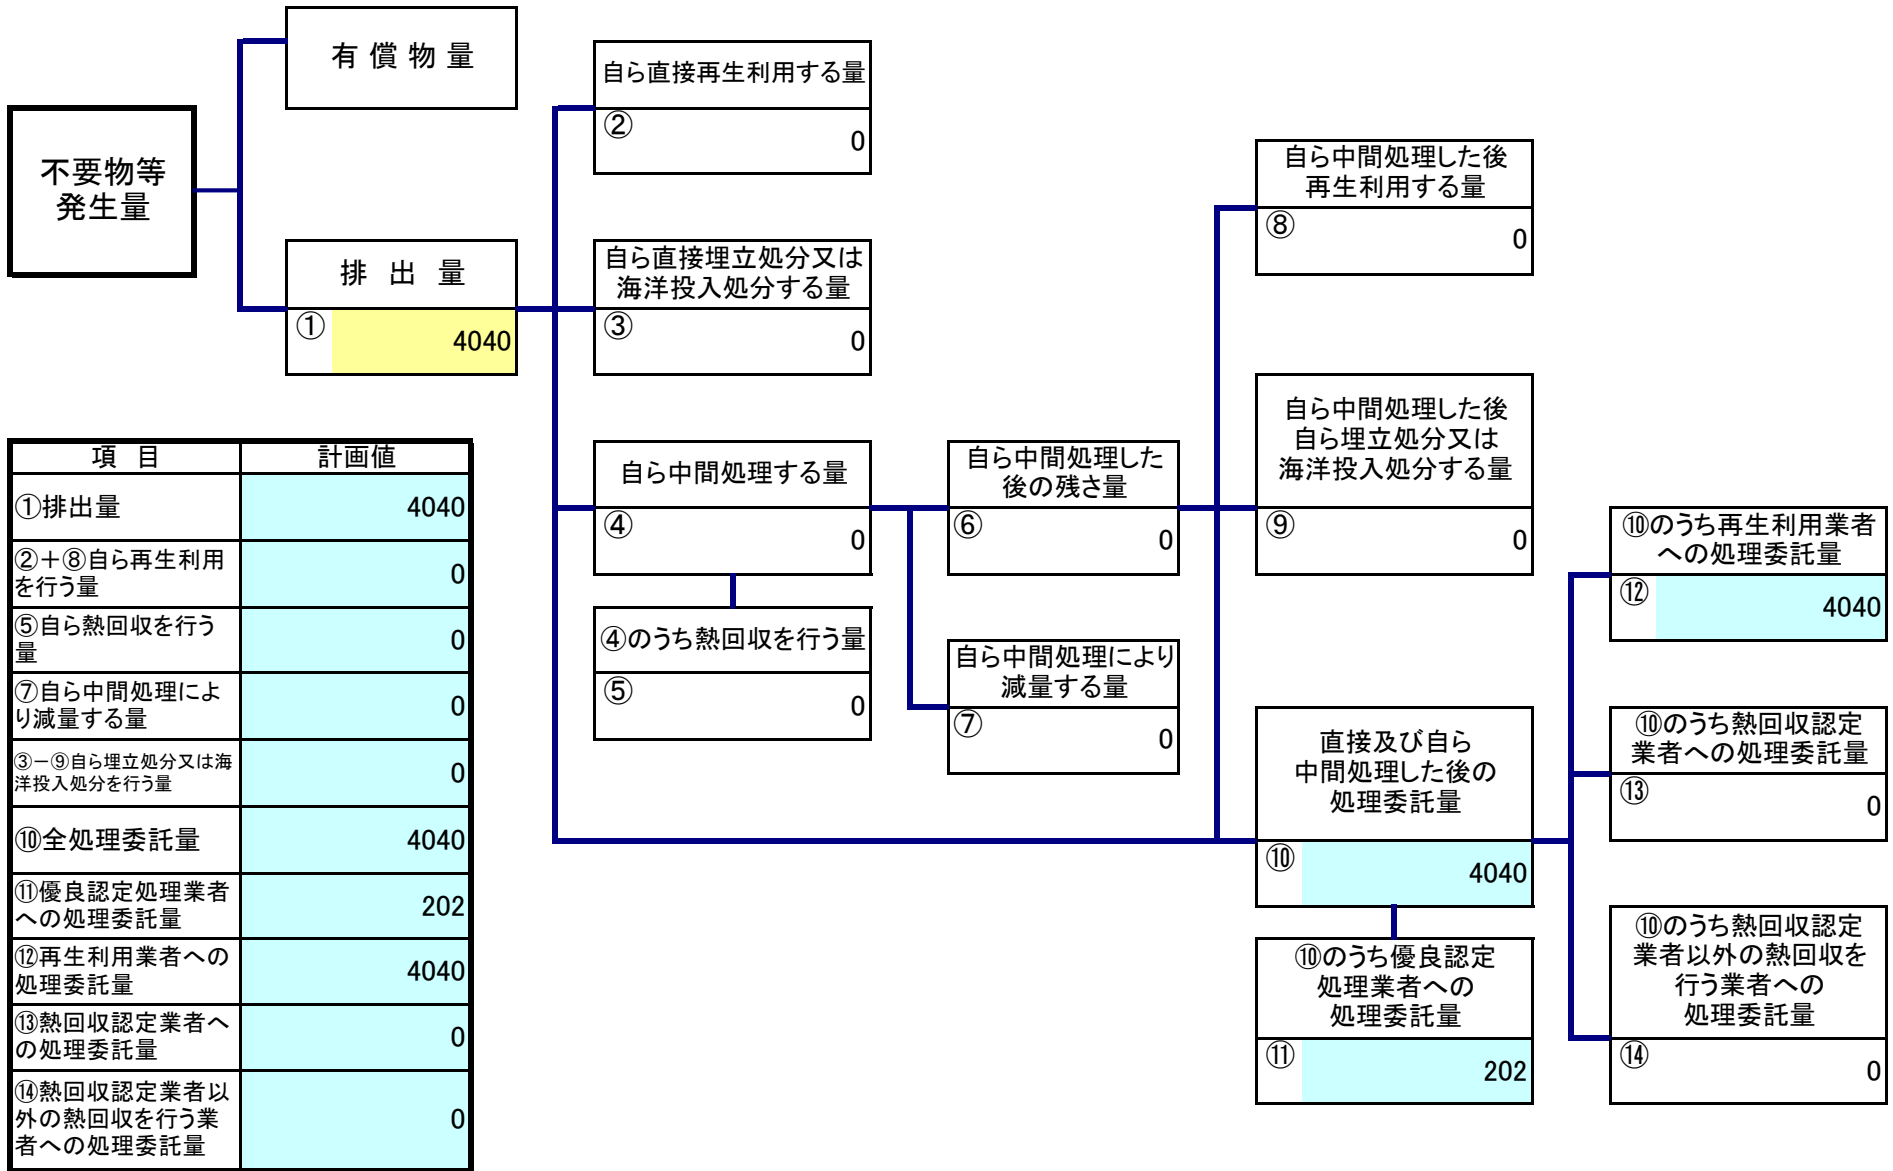 有償物量
不要物等
発生量
排出量
①
4040
自ら直接再生利用する量
②
0
自ら直接埋立処分又は
海洋投入処分する量
③
0
自ら中間処理する量
④
0
④のうち熱回収を行う量
⑤
0
自ら中間処理した
後の残さ量
⑥
0
自ら中間処理により
減量する量
⑦
0
自ら中間処理した後
再生利用する量
⑧
0
自ら中間処理した後
自ら埋立処分又は
海洋投入処分する量
⑨
0
直接及び自ら
中間処理した後の
処理委託量
⑩
4040
⑩のうち優良認定
処理業者への
処理委託量
⑪
202
⑩のうち再生利用業者
への処理委託量
⑫
4040
⑩のうち熱回収認定
業者への処理委託量
⑬
0
⑩のうち熱回収認定
業者以外の熱回収を
行う業者への
処理委託量
⑭
0
項目 計画値
①排出量 4040
②＋⑧自ら再生利用
を行う量 0
⑤自ら熱回収を行う
量 0
⑦自ら中間処理によ
り減量する量 0
③－⑨自ら埋立処分又は海
洋投入処分を行う量 0
⑩全処理委託量 4040
⑪優良認定処理業者
への処理委託量 202
⑫再生利用業者への
処理委託量 4040
⑬熱回収認定業者へ
の処理委託量 0
⑭熱回収認定業者以
外の熱回収を行う業
者への処理委託量 0